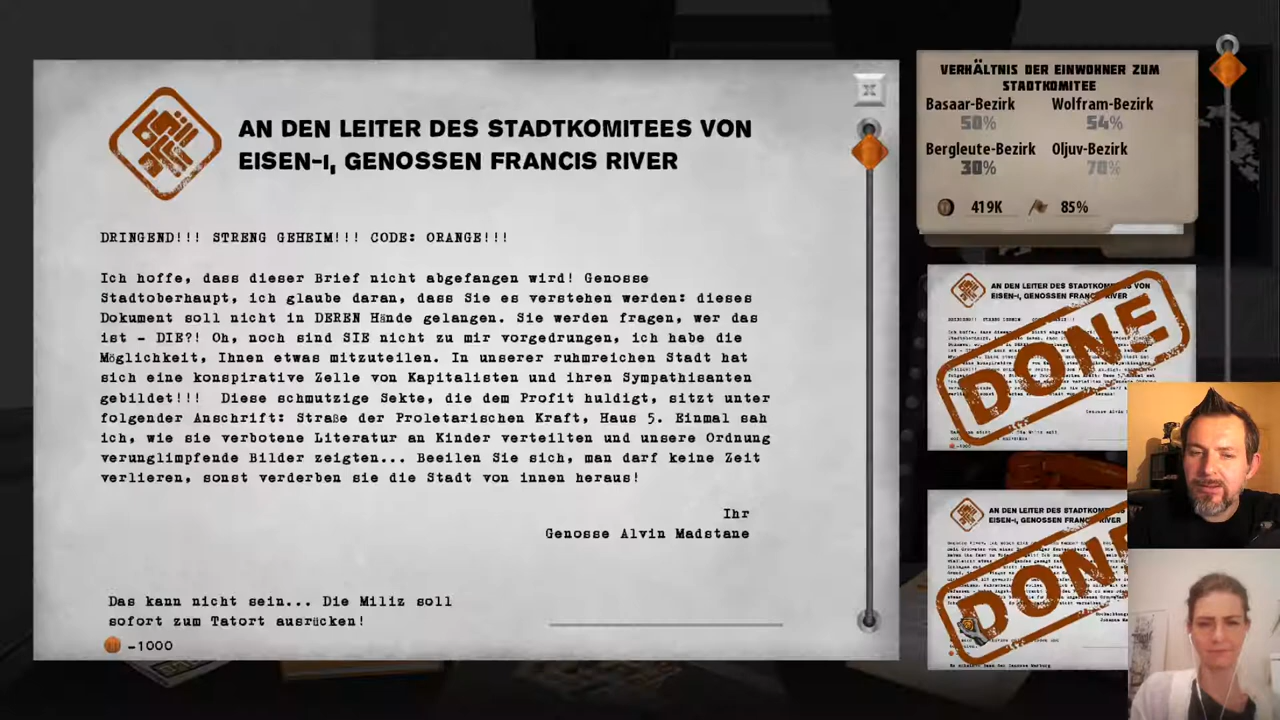 AN DEN LEITER DES STADTKOMITEES VON
EISEN-1, GENOSSEN FRANCIS RIVER
DRINGEND!!! STRENG GEHEIM!!! CODE: ORANGE!!!
Ich hoffe, dass dieser Brief nicht abgefangen wird! Genosse
Stadtoberhaupt, ich glaube daran, dass Sie es verstehen werden: dieses
Dokument soll nicht in DEREN Hände gelangen. Sie werden fragen, wer das
ist - DIE?! Oh, noch sind SIE nicht zu mir vorgedrungen, ich habe die
Möglichkeit, Ihnen etwas mitzuteilen. In unserer ruhmreichen Stadt hat
sich eine konspirative Zelle von Kapitalisten und ihren Sympathisanten
gebildet!!! Diese schmutzige Sekte, die dem Profit huldigt, sitzt unter
folgender Anschrift: Straße der Proletarischen Kraft, Haus 5. Einmal sah
ich, wie sie verbotene Literatur an Kinder verteilten und unsere Ordnung
verunglimpfende Bilder zeigten... Beeilen Sie sich, man darf keine Zeit
verlieren, sonst verderben sie die Stadt von innen heraus!
Ihr
Genosse Alvin Madstane
Das kann nicht sein... Die Miliz soll
sofort zum Tatort ausrücken!
-1000
VERHÄLTNIS DER EINWOHNER ZUM
STADTKOMITEE
Basaar-Bezirk Wolfram-Bezirk
50% 54%
Bergleute-Bezirk Oljuv-Bezirk
30% 70%
419K 85%
AN DEN LEITER DES STADTKOMITEES VON
EISEN-1, GENOSSEN FRANCIS RIVER
DONE
AN DEN LEITER DES STADTKOMITEES VON
EISEN-1, GENOSSEN FRANCIS RIVER
DONE